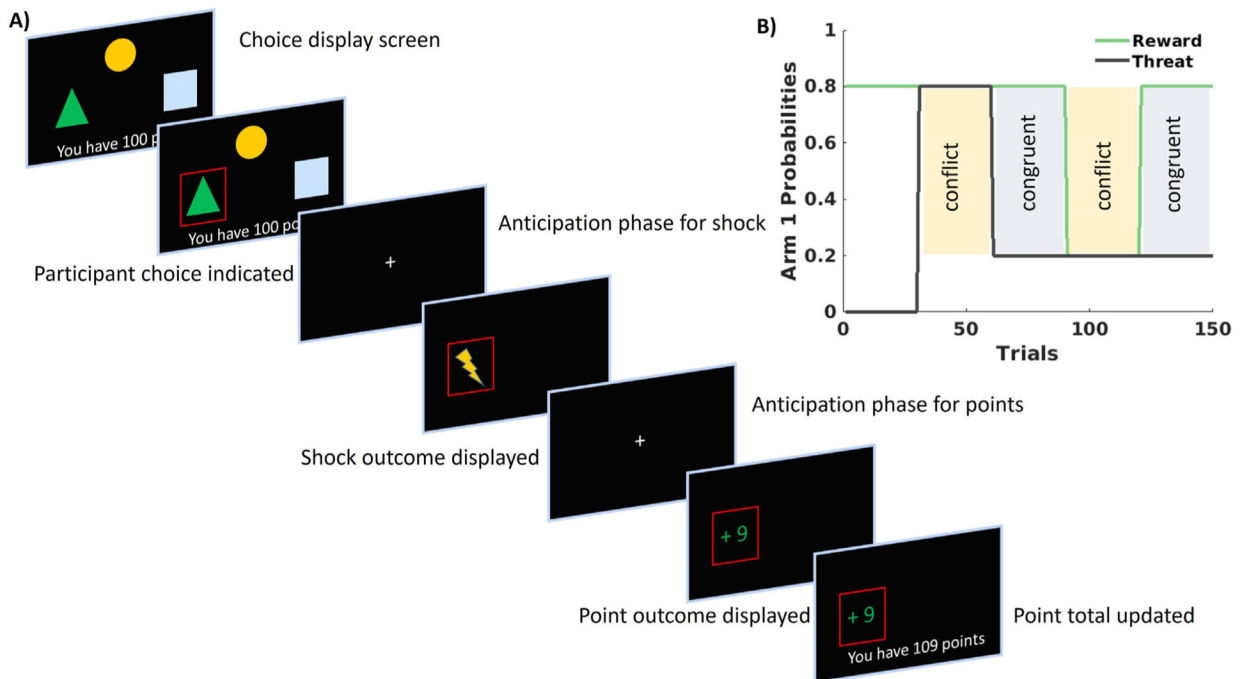 A)
Choice display screen
You have 100 p
You have 100 po
Participant choice indicated
+
Anticipation phase for shock
Shock outcome displayed
+
Anticipation phase for points
+ 9
Point outcome displayed
+ 9
You have 109 points
Point total updated
B)
Reward
Threat
Arm 1 Probabilities
1
0.8
0.6
0.4
0.2
0
conflict
congruent
conflict
congruent
0
50
100
150
Trials